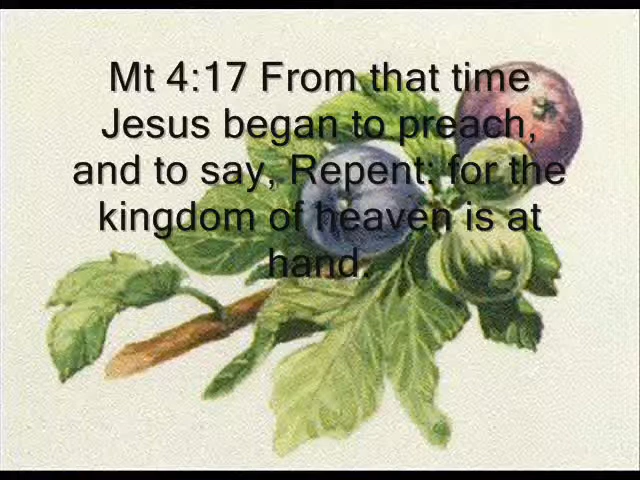 Mt 4:17 From that time
Jesus began to preach,
and to say, Repent: for the
kingdom of heaven is at
hand.